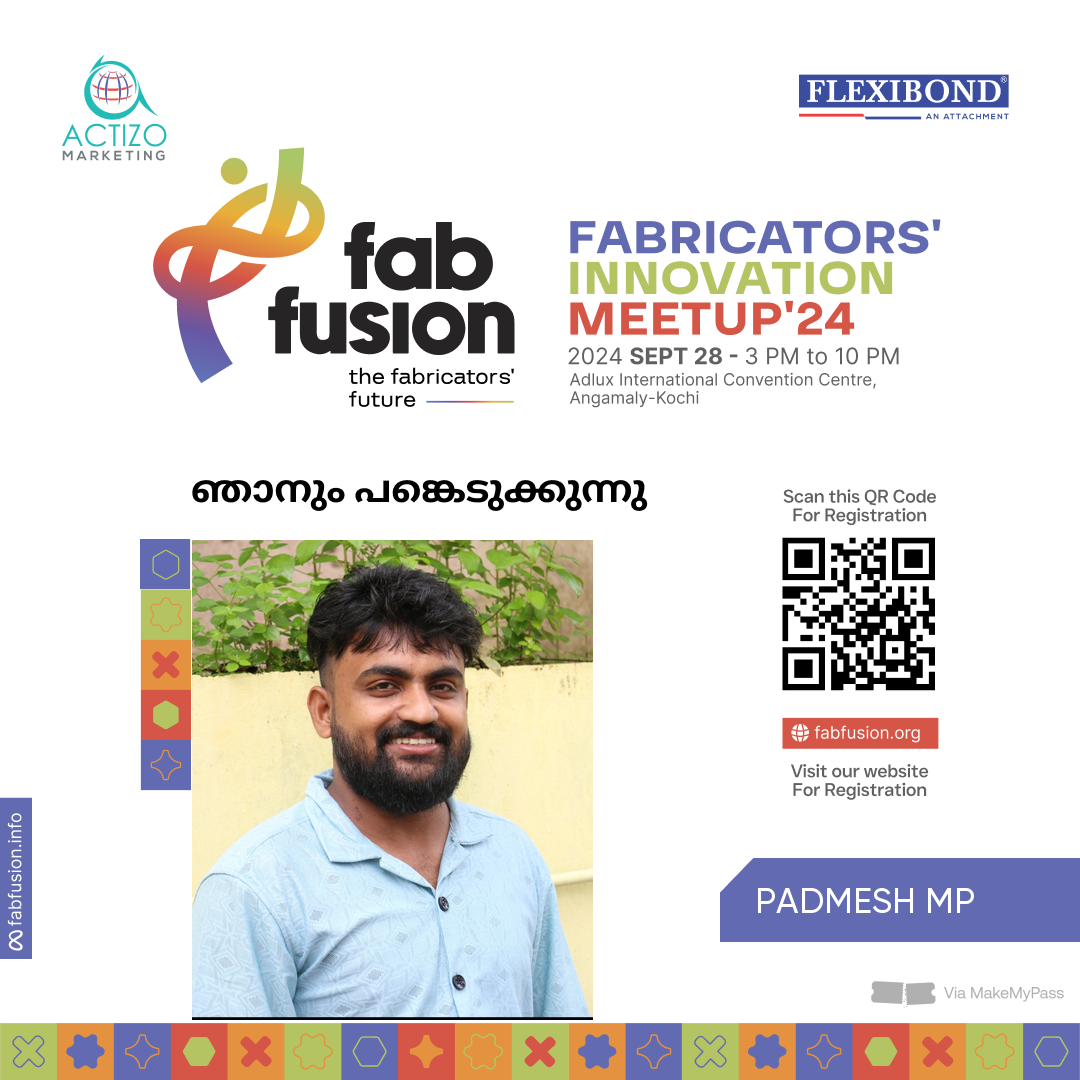 ACTIZO
MARKETING
FLEXIBOND®
AN ATTACHMENT
fab
fusion
the fabricators'
future
FABRICATORS'
INNOVATION
MEETUP'24
2024 SEPT 28 - 3 PM to 10 PM
Adlux International Convention Centre,
Angamaly-Kochi
ഞാനും പങ്കെടുക്കുന്നു
Scan this QR Code
For Registration
fabfusion.org
Visit our website
For Registration
fabfusion.info
PADMESH MP
Via MakeMyPass